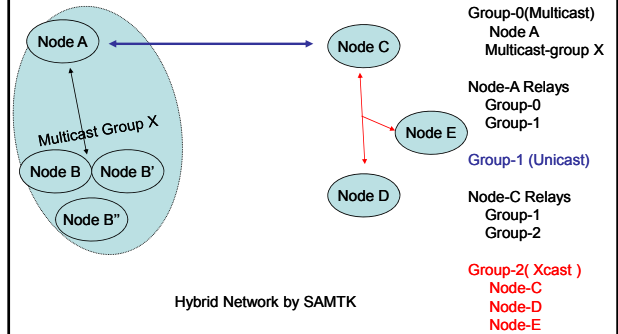 Node A
Node C
Node E
Multicast Group X
Node B
Node B'
Node B"
Node D
Hybrid Network by SAMTK
Group-0(Multicast)
Node A
Multicast-group X
Node-A Relays
Group-0
Group-1
Group-1 (Unicast)
Node-C Relays
Group-1
Group-2
Group-2( Xcast )
Node-C
Node-D
Node-E